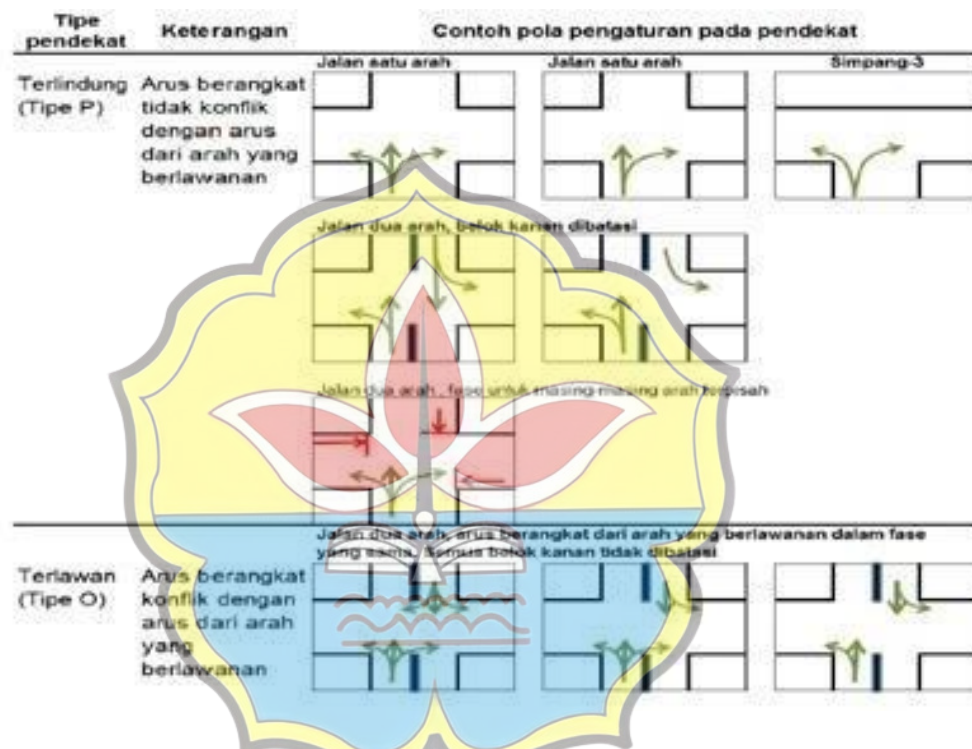 Tipe pendekat
Keterangan
Contoh pola pengaturan pada pendekat
Terlindung
(Tipe P)
Arus berangkat
tidak konflik
dengan arus
dari arah yang
berlawanan
Jalan satu arah
Jalan satu arah
Simpang-3
Jalan dua arah, belok kanan dibatasi
Jalan dua arah, fase untuk masing-masing arah terpisah
Terlawan
(Tipe O)
Arus berangkat
konflik dengan
arus dari arah
yang
berlawanan
Jalan dua arah, arus berangkat dari arah yang berlawanan dalam fase
yang sama. Semua belok kanan tidak dibatasi